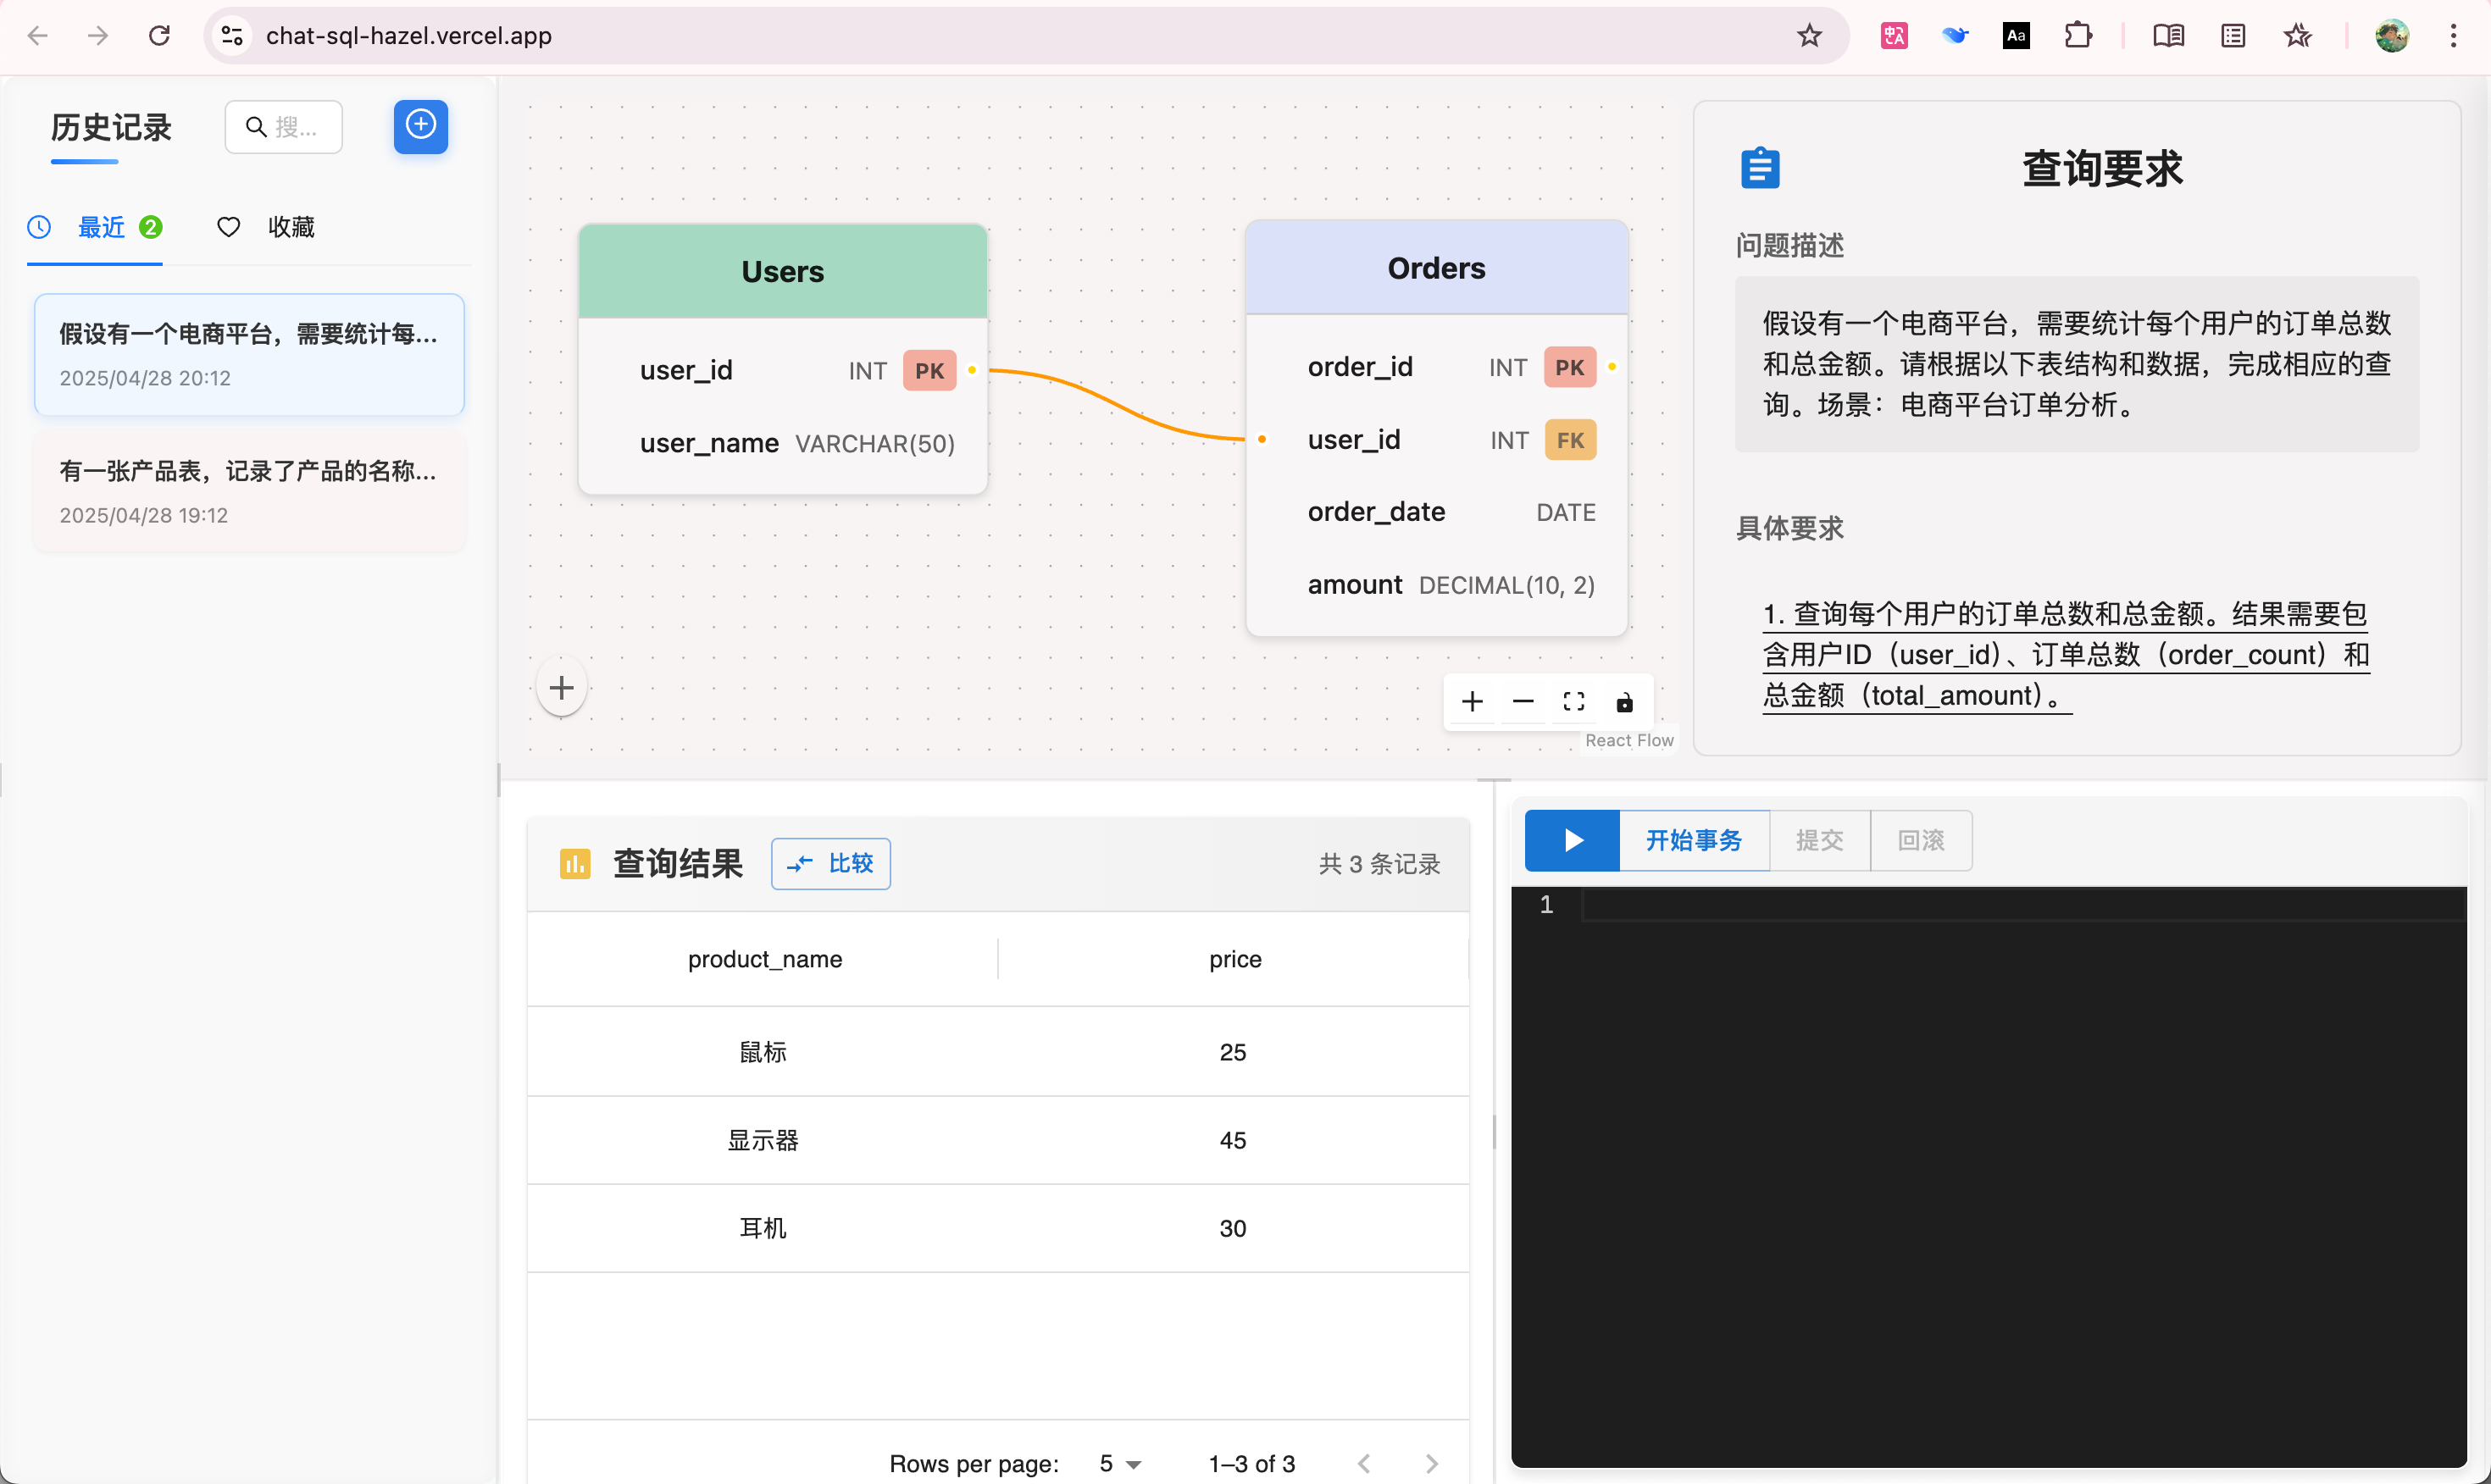 chat-sql-hazel.vercel.app
Aa
历史记录
搜...
最近 2
收藏
假设有一个电商平台，需要统计每...
2025/04/28 20:12
有一张产品表，记录了产品的名称...
2025/04/28 19:12
Users
user_id INT PK
user_name VARCHAR(50)
Orders
order_id INT PK
user_id INT FK
order_date DATE
amount DECIMAL(10, 2)
React Flow
查询要求
问题描述
假设有一个电商平台，需要统计每个用户的订单总数
和总金额。请根据以下表结构和数据，完成相应的查
询。场景：电商平台订单分析。
具体要求
1. 查询每个用户的订单总数和总金额。结果需要包
含用户ID（user_id）、订单总数（order_count）和
总金额（total_amount）。
查询结果
比较
共 3 条记录
product_name price
鼠标 25
显示器 45
耳机 30
Rows per page: 5 1–3 of 3
开始事务 提交 回滚
1